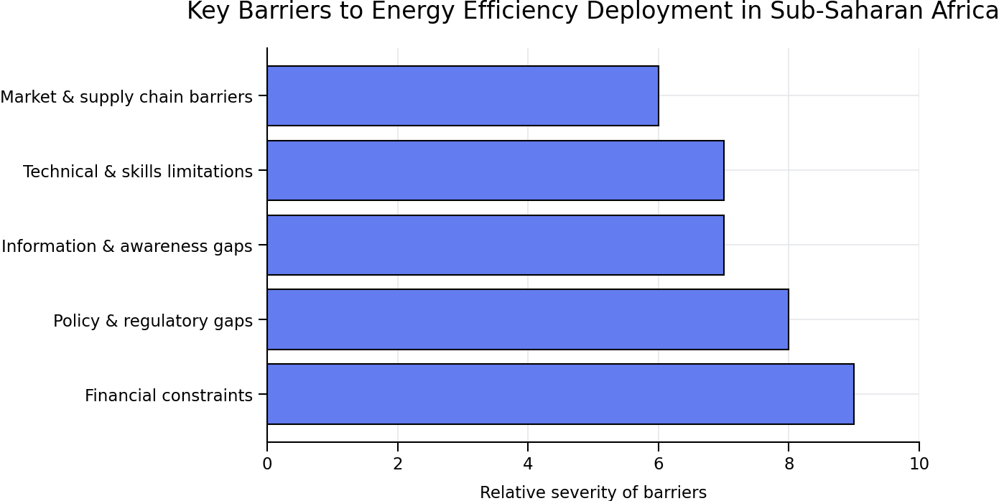 Key Barriers to Energy Efficiency Deployment in Sub-Saharan Africa
Market & supply chain barriers
Technical & skills limitations
Information & awareness gaps
Policy & regulatory gaps
Financial constraints
0 2 4 6 8 10
Relative severity of barriers